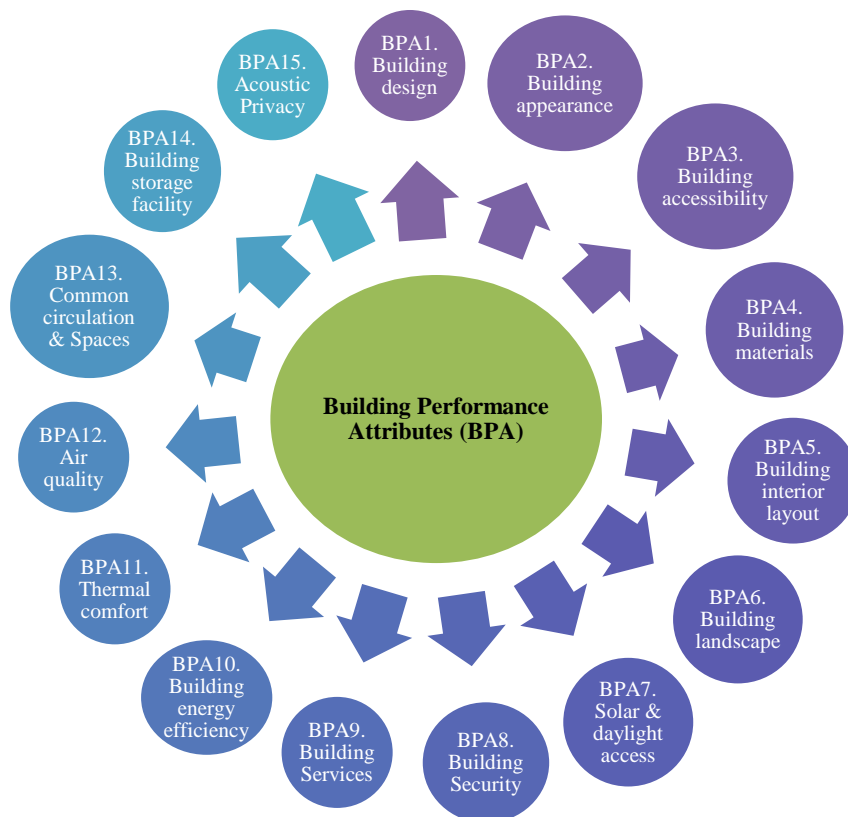 Building Performance
Attributes (BPA)
BPA1.
Building
design
BPA2.
Building
appearance
BPA3.
Building
accessibility
BPA4.
Building
materials
BPA5.
Building
interior
layout
BPA6.
Building
landscape
BPA7.
Solar &
daylight
access
BPA8.
Building
Security
BPA9.
Building
Services
BPA10.
Building
energy
efficiency
BPA11.
Thermal
comfort
BPA12.
Air
quality
BPA13.
Common
circulation
& Spaces
BPA14.
Building
storage
facility
BPA15.
Acoustic
Privacy